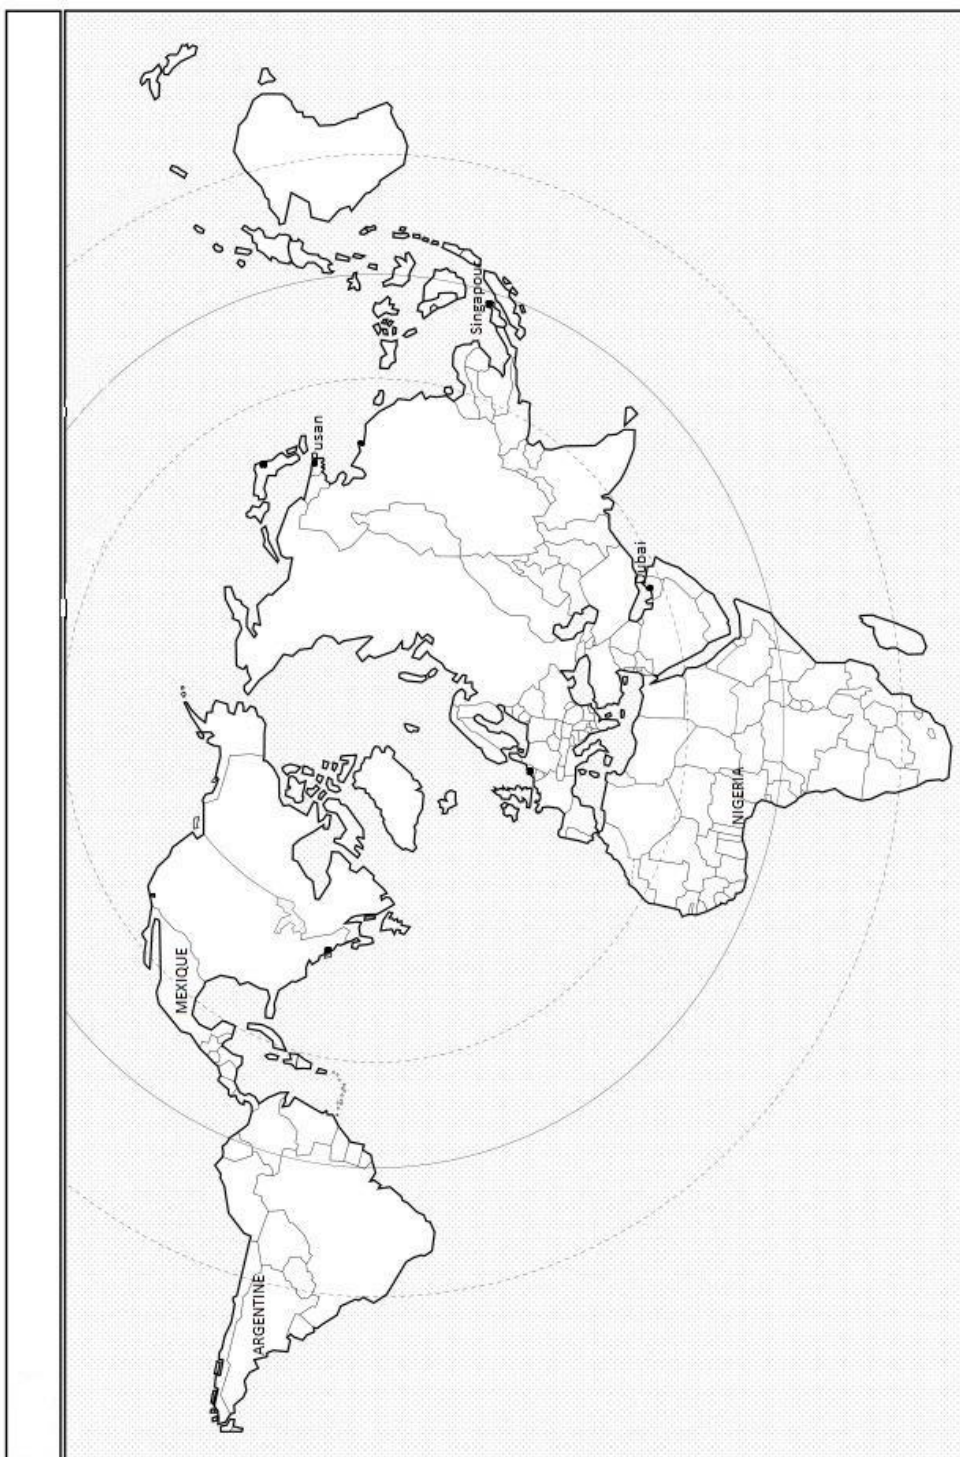 MEXIQUE
ARGENTINE
Pusan
Singapour
Dubai
NIGERIA